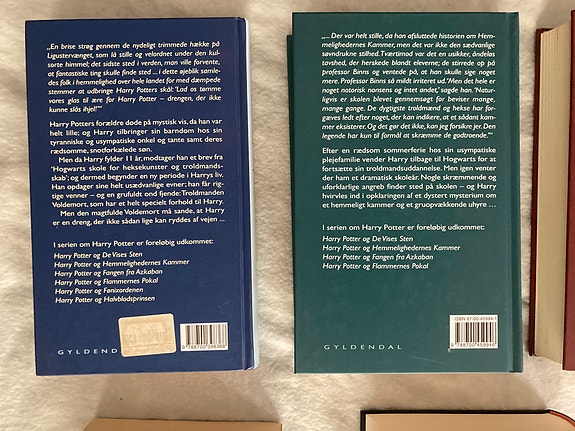 „En brise strøg gennem de nydeligt trimmede hække på
Ligustervænget, som lå stille og velordnet under den kul-
sorte himmel; det sidste sted i verden, man ville forvente,
at fantastiske ting skulle finde sted ... i dette øjeblik samle-
des folk i hemmelighed over hele landet for med dæmpede
stemmer at udbringe Harry Potters skål: 'Lad os tømme
vores glas til ære for Harry Potter – drengen, der ikke
kunne slås ihjel!'"
Harry Potters forældre døde på mystisk vis, da han var
helt lille; og Harry tilbringer sin barndom hos sin
tyranniske og usympatiske onkel og tante samt deres
rædsomme, snotforkælede søn.
Men da Harry fylder 11 år, modtager han et brev fra
'Hogwarts skole for heksekunster og troldmands-
skab'; og dermed begynder en ny periode i Harrys liv.
Han opdager sine helt usædvanlige evner; han får rig-
tige venner – og en grufuldt ond fjende: Troldmanden
Voldemort, som har et helt specielt forhold til Harry.
Men den magtfulde Voldemort må sande, at Harry
er en dreng, der ikke sådan lige kan ryddes af vejen ...
I serien om Harry Potter er foreløbig udkommet:
Harry Potter og De Vises Sten
Harry Potter og Hemmelighedernes Kammer
Harry Potter og Fangen fra Azkaban
Harry Potter og Flammernes Pokal
Harry Potter og Fønixordenen
Harry Potter og Halvblodsprinsen
GYLDEND
9 788700 398368
„... Der var helt stille, da han afsluttede historien om Hem-
melighedernes Kammer, men det var ikke den sædvanlige
søvndrukne stilhed. Tværtimod var det en usikker, åndeløs
tavshed, der herskede blandt eleverne; de stirrede op på
professor Binns og ventede på, at han skulle sige noget
mere. Professor Binns så mildt irriteret ud. 'Men det hele er
noget notorisk nonsens og intet andet,' sagde han. 'Natur-
ligvis er skolen blevet gennemsøgt for beviser mange,
mange gange. De dygtigste troldmænd og hekse har for-
gæves ledt efter noget, der kan indikere, at et sådant kam-
mer eksisterer. Og det gør det ikke, kan jeg forsikre jer. Den
legende har kun til formål at skræmme de godtroende.'"
Efter en rædsom sommerferie hos sin usympatiske
plejefamilie vender Harry tilbage til Hogwarts for at
fortsætte sin troldmandsuddannelse. Men igen venter
der ham et dramatisk skoleår. Nogle skræmmende og
uforklarlige angreb finder sted på skolen – og Harry
hvirvles ind i opklaringen af et dystert mysterium om
et hemmeligt kammer og et gruopvækkende uhyre ...
I serien om Harry Potter er foreløbigt udkommet:
Harry Potter og De Vises Sten
Harry Potter og Hemmelighedernes Kammer
Harry Potter og Fangen fra Azkaban
Harry Potter og Flammernes Pokal
ISBN 87-00-45994-1
GYLDENDAL
9 788700 459946